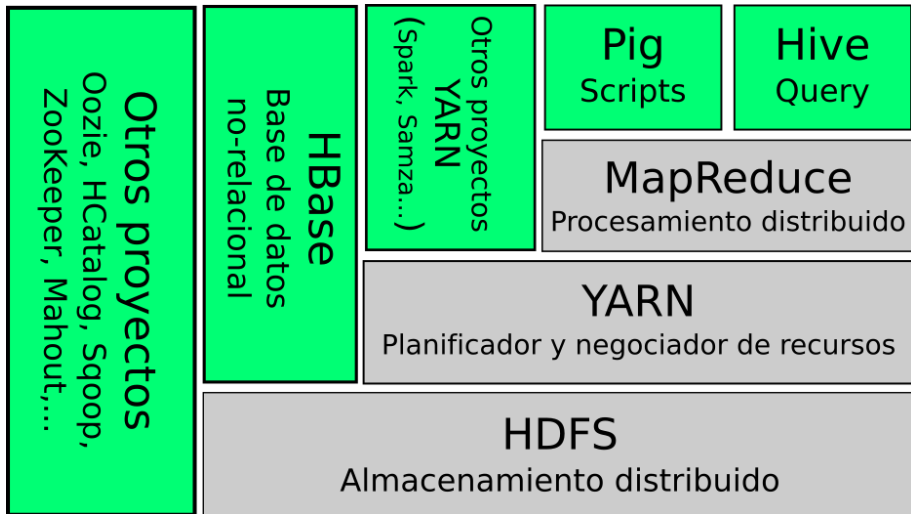 Otros proyectos
Oozie, HCatalog, Sqoop,
ZooKeeper, Mahout,...
HBase
Base de datos
no-relacional
Otros proyectos
YARN
(Spark, Samza...)
Pig
Scripts
Hive
Query
MapReduce
Procesamiento distribuido
YARN
Planificador y negociador de recursos
HDFS
Almacenamiento distribuido